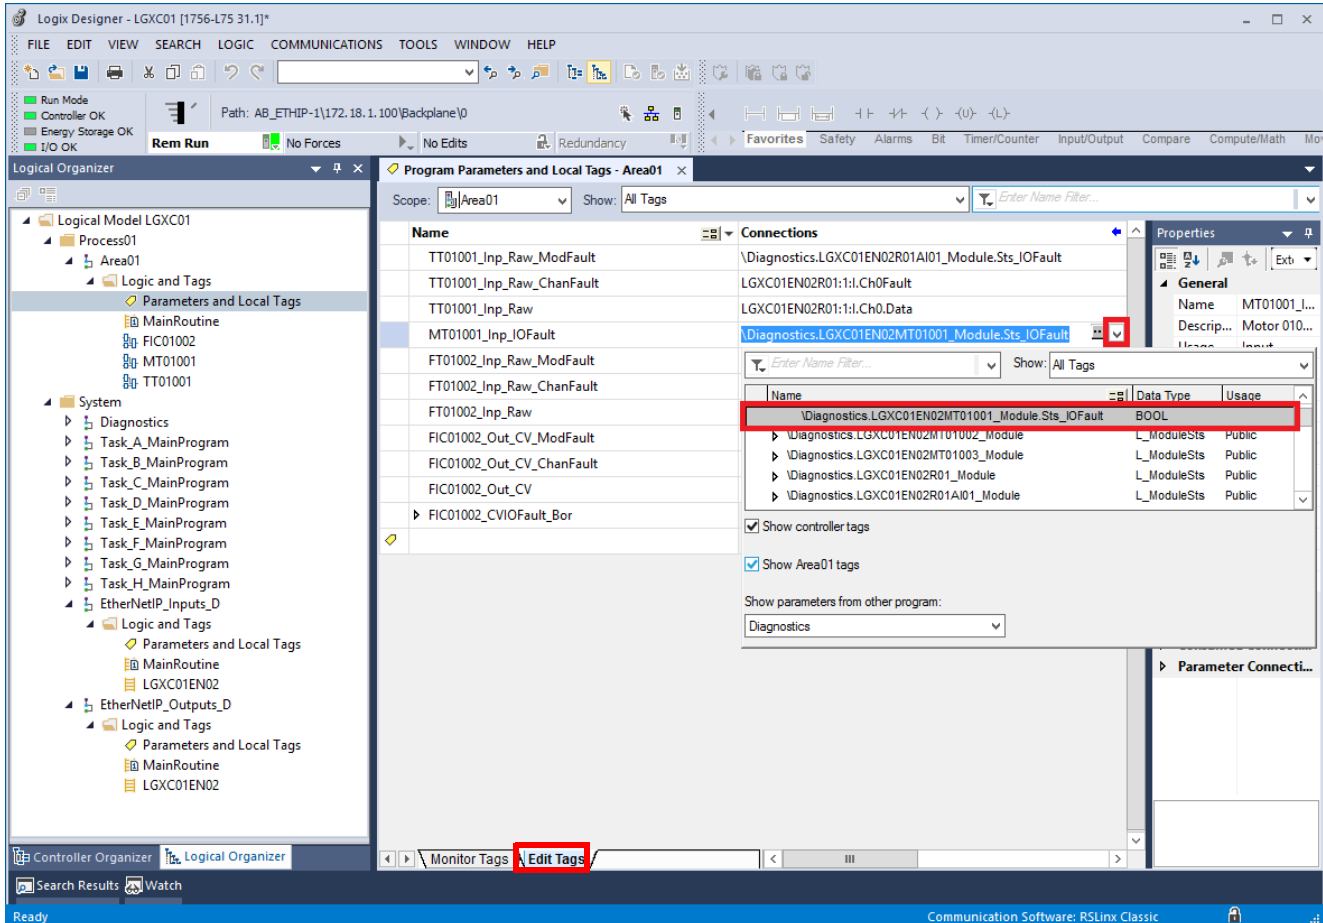 Logix Designer - LGXC01 [1756-L75 31.1]*
FILE EDIT VIEW SEARCH LOGIC COMMUNICATIONS TOOLS WINDOW HELP
Run Mode
Controller OK
Energy Storage OK
I/O OK
Rem Run
Path: AB_ETHIP-1\172.18.1.100\Backplane\0
No Forces
No Edits
Redundancy
Favorites Safety Alarms Bit Timer/Counter Input/Output Compare Compute/Math Mo
Logical Organizer
Logical Model LGXC01
Process01
Area01
Logic and Tags
Parameters and Local Tags
MainRoutine
FIC01002
MT01001
TT01001
System
Diagnostics
Task_A_MainProgram
Task_B_MainProgram
Task_C_MainProgram
Task_D_MainProgram
Task_E_MainProgram
Task_F_MainProgram
Task_G_MainProgram
Task_H_MainProgram
EtherNetIP_Inputs_D
Logic and Tags
Parameters and Local Tags
MainRoutine
LGXC01EN02
EtherNetIP_Outputs_D
Logic and Tags
Parameters and Local Tags
MainRoutine
LGXC01EN02
Controller Organizer Logical Organizer
Program Parameters and Local Tags - Area01
Scope: Area01 Show: All Tags Enter Name Filter...
Name Connections
TT01001_Inp_Raw_ModFault \Diagnostics.LGXC01EN02R01AI01_Module.Sts_IOFault
TT01001_Inp_Raw_ChanFault LGXC01EN02R01:1:I.Ch0Fault
TT01001_Inp_Raw LGXC01EN02R01:1:I.Ch0.Data
MT01001_Inp_IOFault \Diagnostics.LGXC01EN02MT01001_Module.Sts_IOFault
FT01002_Inp_Raw_ModFault
FT01002_Inp_Raw_ChanFault
FT01002_Inp_Raw
FIC01002_Out_CV_ModFault
FIC01002_Out_CV_ChanFault
FIC01002_Out_CV
FIC01002_CVIOFault_Bor
Enter Name Filter... Show: All Tags
Name Data Type Usage
\Diagnostics.LGXC01EN02MT01001_Module.Sts_IOFault BOOL
\Diagnostics.LGXC01EN02MT01002_Module L_ModuleSts Public
\Diagnostics.LGXC01EN02MT01003_Module L_ModuleSts Public
\Diagnostics.LGXC01EN02R01_Module L_ModuleSts Public
\Diagnostics.LGXC01EN02R01AI01_Module L_ModuleSts Public
Show controller tags
Show Area01 tags
Show parameters from other program:
Diagnostics
Properties
Exte
General
Name MT01001_I...
Descrip... Motor 010...
Usage Input
Parameter Connecti...
Monitor Tags Edit Tags
Search Results Watch
Ready
Communication Software: RSLinx Classic